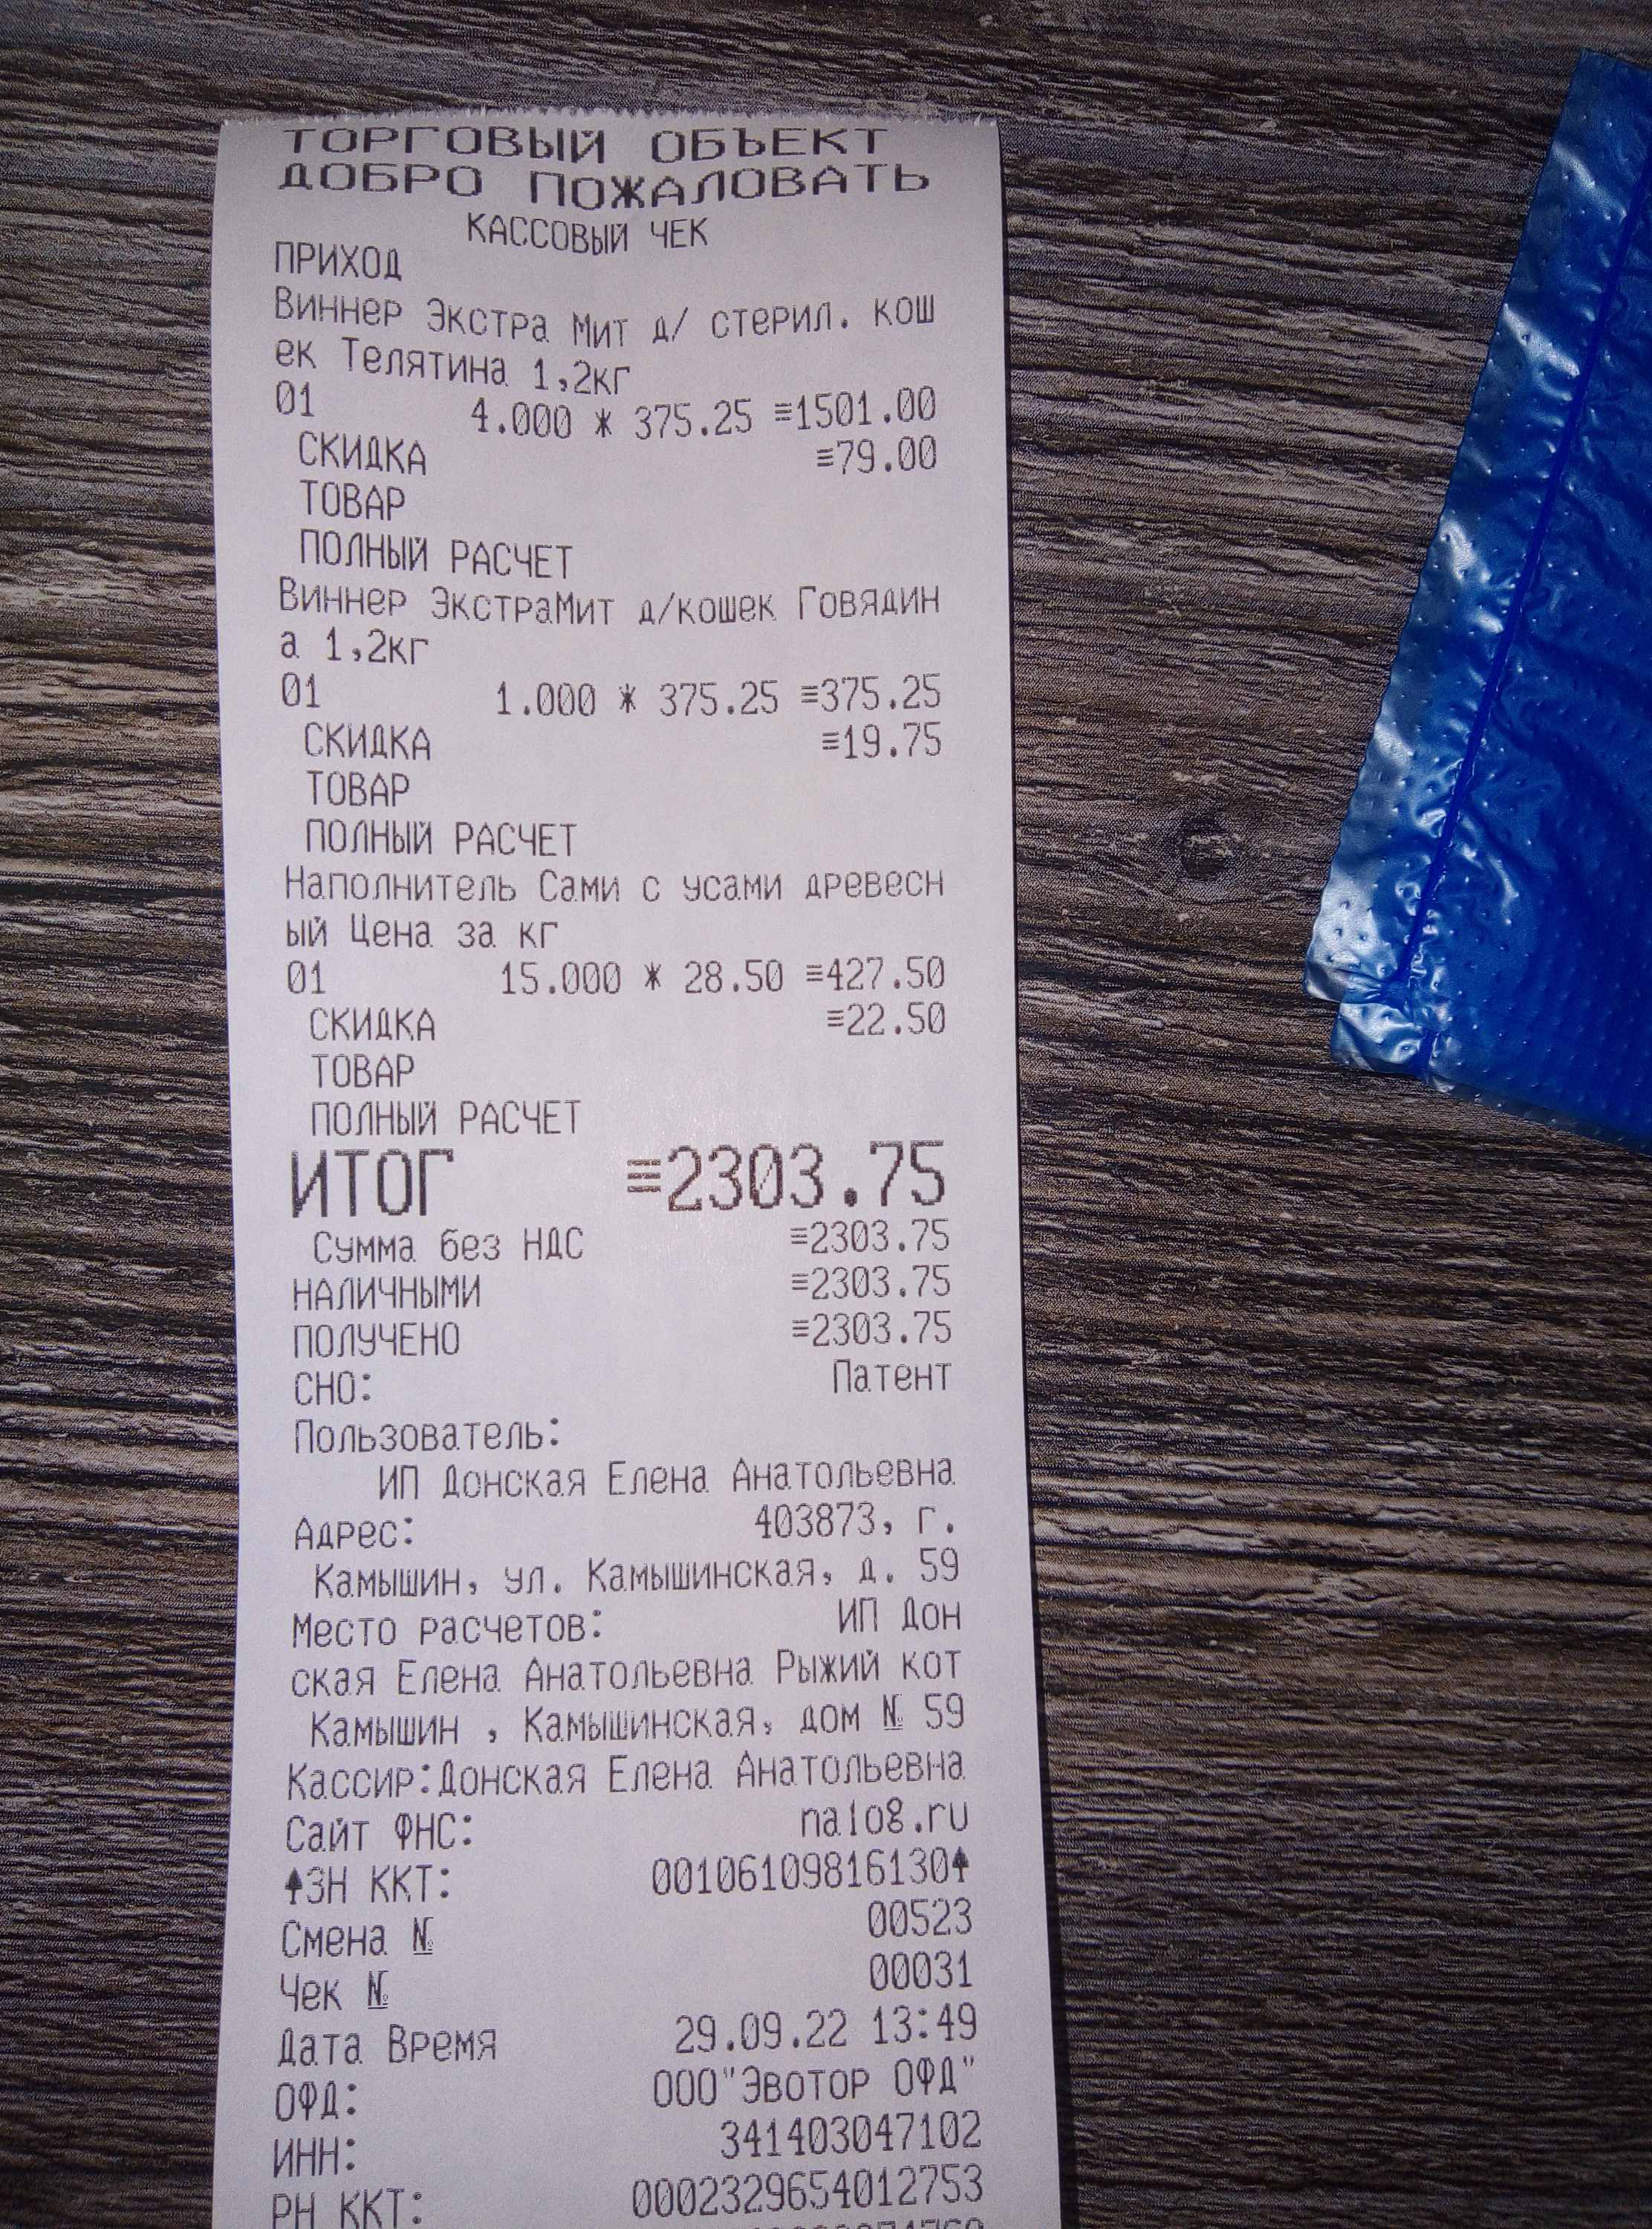 ТОРГОВЫЙ ОБЪЕКТ
ДОБРО ПОЖАЛОВАТЬ
КАССОВЫЙ ЧЕК
ПРИХОД
Виннер Экстра Мит д/ стерил. кош
ек Телятина 1,2кг
01 4.000 * 375.25 ≡1501.00
СКИДКА ≡79.00
ТОВАР
ПОЛНЫЙ РАСЧЕТ
Виннер ЭкстраМит д/кошек Говядин
а 1,2кг
01 1.000 * 375.25 ≡375.25
СКИДКА ≡19.75
ТОВАР
ПОЛНЫЙ РАСЧЕТ
Наполнитель Сами с усами древесн
ый Цена за кг
01 15.000 * 28.50 ≡427.50
СКИДКА ≡22.50
ТОВАР
ПОЛНЫЙ РАСЧЕТ
ИТОГ ≡2303.75
Сумма без НДС ≡2303.75
НАЛИЧНЫМИ ≡2303.75
ПОЛУЧЕНО ≡2303.75
СНО: Патент
Пользователь:
ИП Донская Елена Анатольевна
Адрес: 403873, г.
Камышин, ул. Камышинская, д. 59
Место расчетов: ИП Дон
ская Елена Анатольевна Рыжий кот
Камышин , Камышинская, дом № 59
Кассир:Донская Елена Анатольевна
Сайт ФНС: nalog.ru
ЗН ККТ: 00106109816130
Смена № 00523
Чек № 00031
Дата Время 29.09.22 13:49
ОФД: ООО"Эвотор ОФД"
ИНН: 341403047102
РН ККТ: 0002329654012753